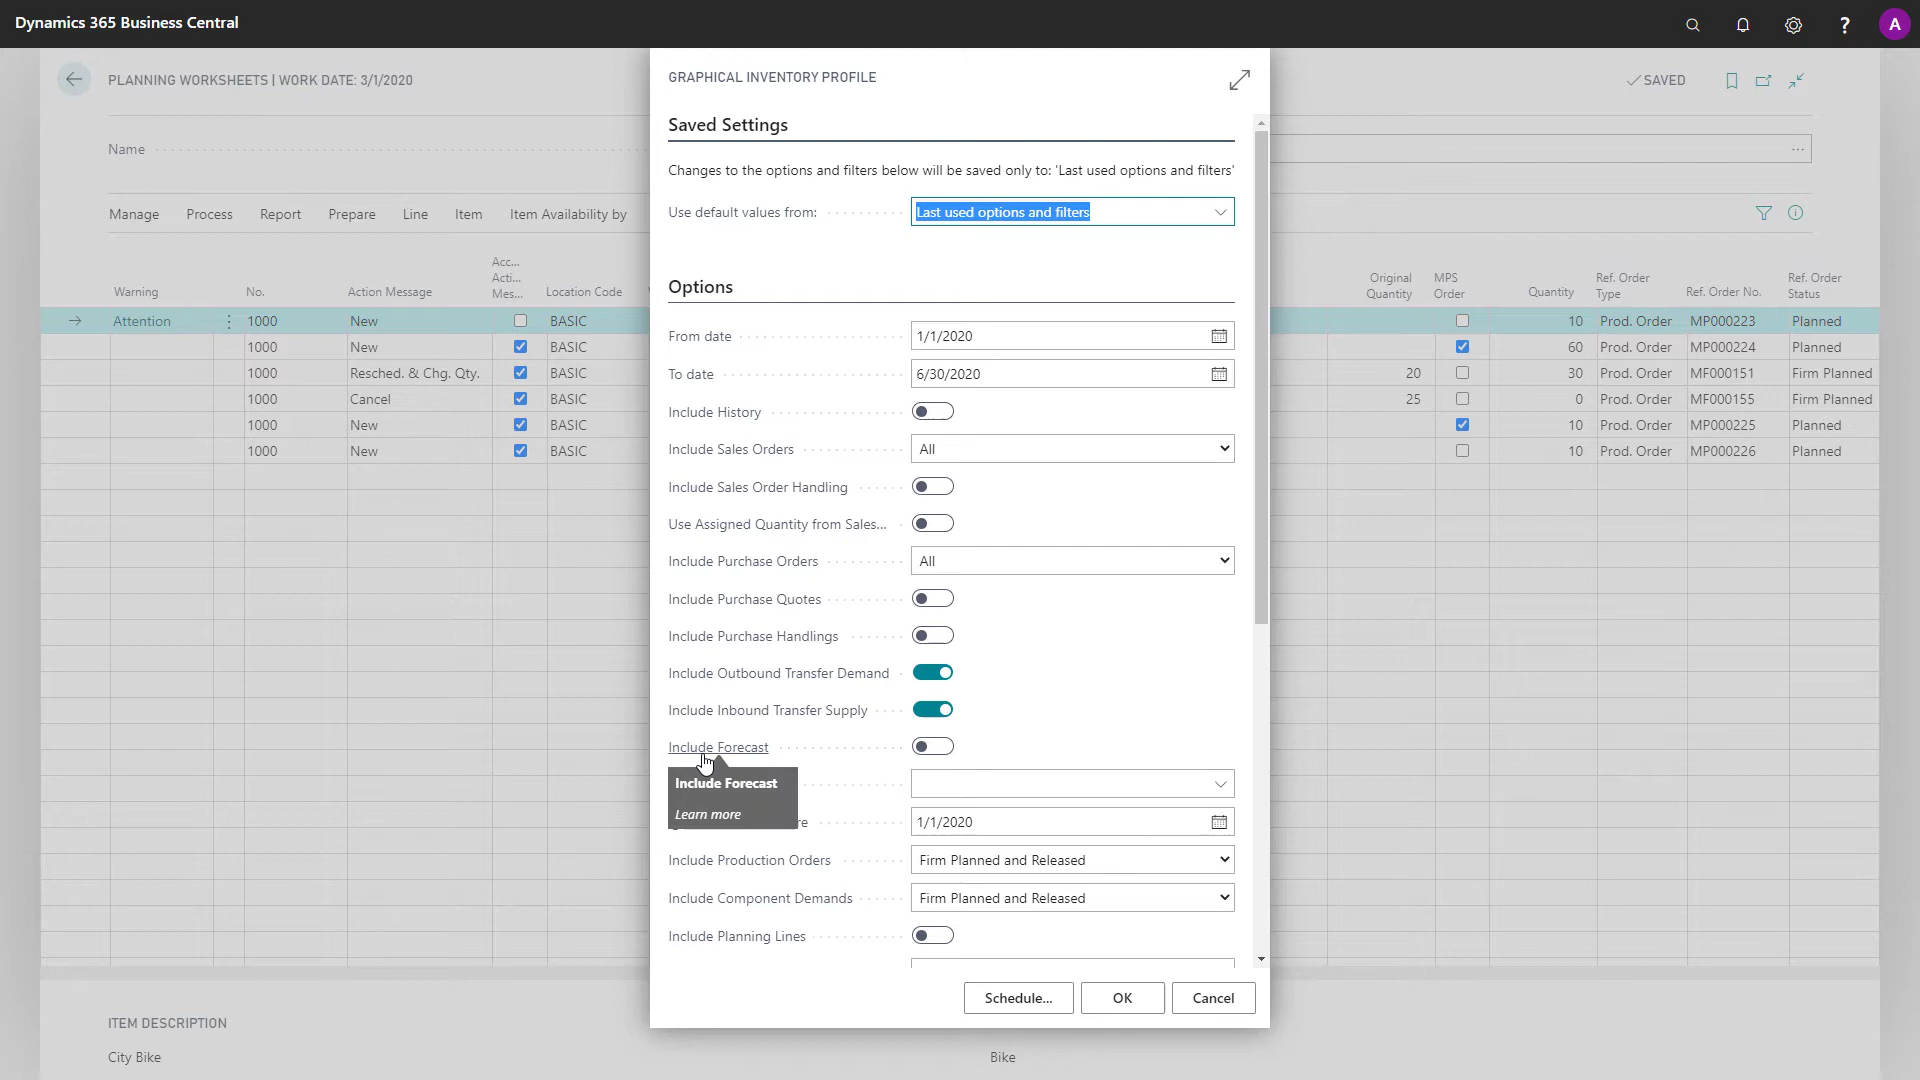 Dynamics 365 Business Central
?
A
PLANNING WORKSHEETS | WORK DATE: 3/1/2020
SAVED
Name
Manage Process Report Prepare Line Item Item Availability by
Warning No. Action Message Acc... Acti... Mes... Location Code Original Quantity MPS Order Quantity Ref. Order Type Ref. Order No. Ref. Order Status
Attention 1000 New BASIC 10 Prod. Order MP000223 Planned
1000 New BASIC 60 Prod. Order MP000224 Planned
1000 Resched. & Chg. Qty. BASIC 20 30 Prod. Order MF000151 Firm Planned
1000 Cancel BASIC 25 0 Prod. Order MF000155 Firm Planned
1000 New BASIC 10 Prod. Order MP000225 Planned
1000 New BASIC 10 Prod. Order MP000226 Planned
ITEM DESCRIPTION
City Bike Bike
GRAPHICAL INVENTORY PROFILE
Saved Settings
Changes to the options and filters below will be saved only to: 'Last used options and filters'
Use default values from: Last used options and filters
Options
From date 1/1/2020
To date 6/30/2020
Include History
Include Sales Orders All
Include Sales Order Handling
Use Assigned Quantity from Sales...
Include Purchase Orders All
Include Purchase Quotes
Include Purchase Handlings
Include Outbound Transfer Demand
Include Inbound Transfer Supply
Include Forecast
Include Forecast
Learn more
1/1/2020
Include Production Orders Firm Planned and Released
Include Component Demands Firm Planned and Released
Include Planning Lines
Schedule... OK Cancel